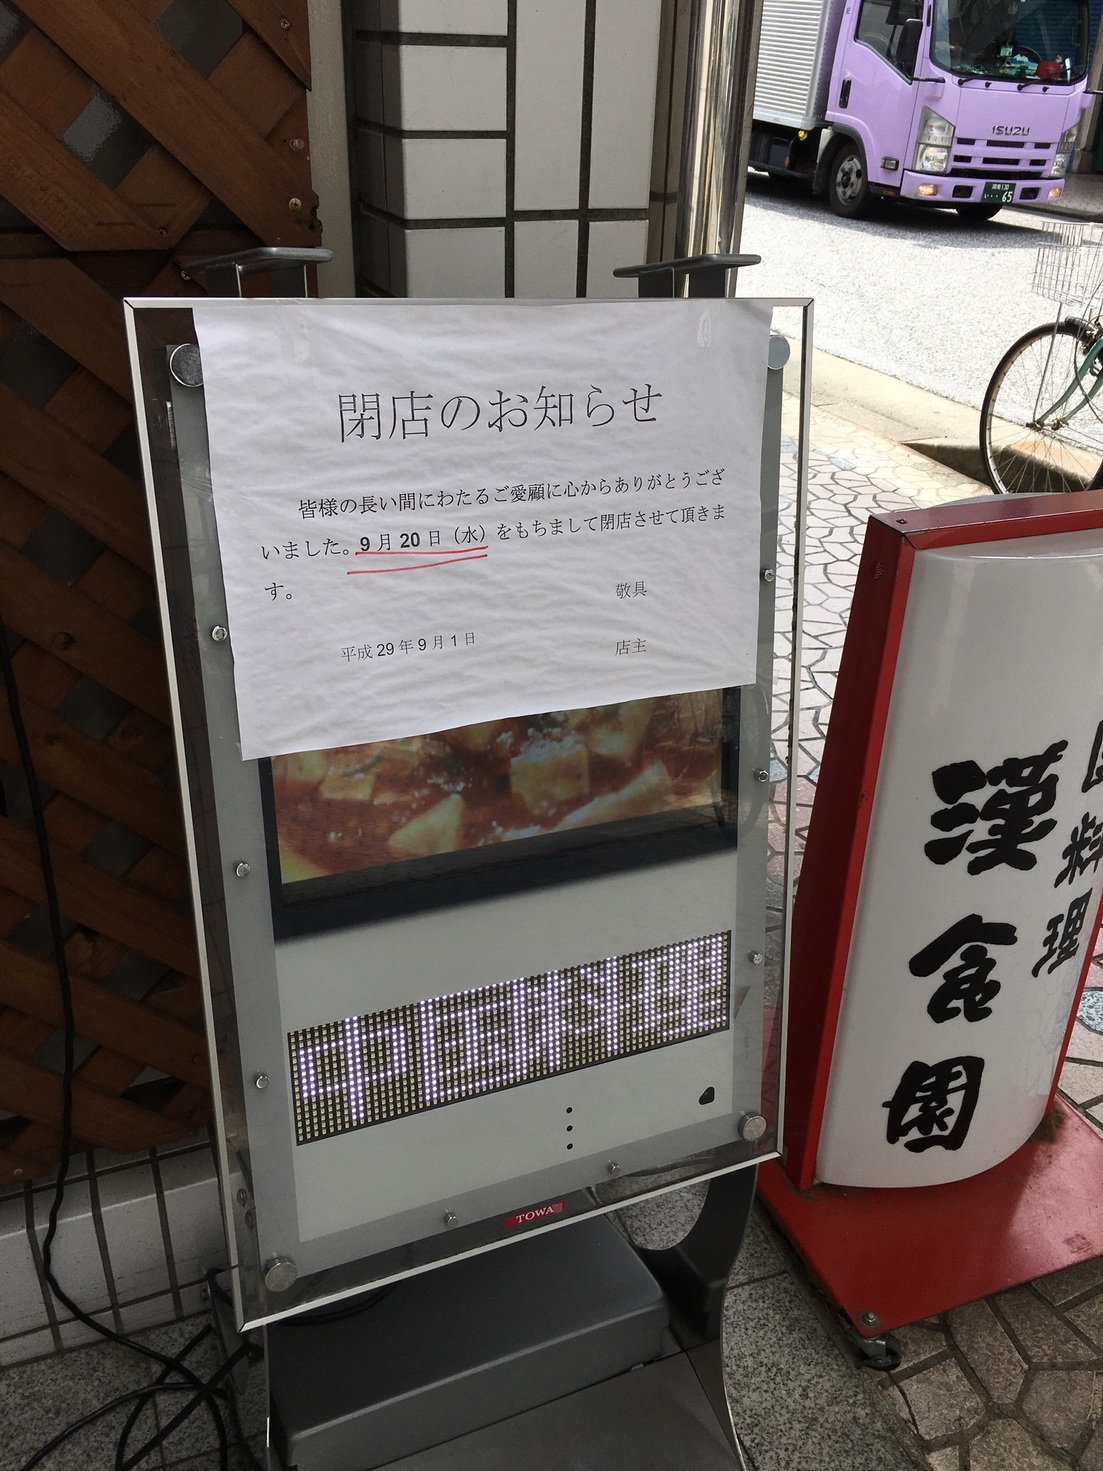 閉店のお知らせ
皆様の長い間にわたるご愛顧に心からありがとうござ
いました。9月20日（水）をもちまして閉店させて頂きま
す。
敬具
平成29年9月1日
店主
中国料理
TOWA
料理
漢食園
ISUZU
65